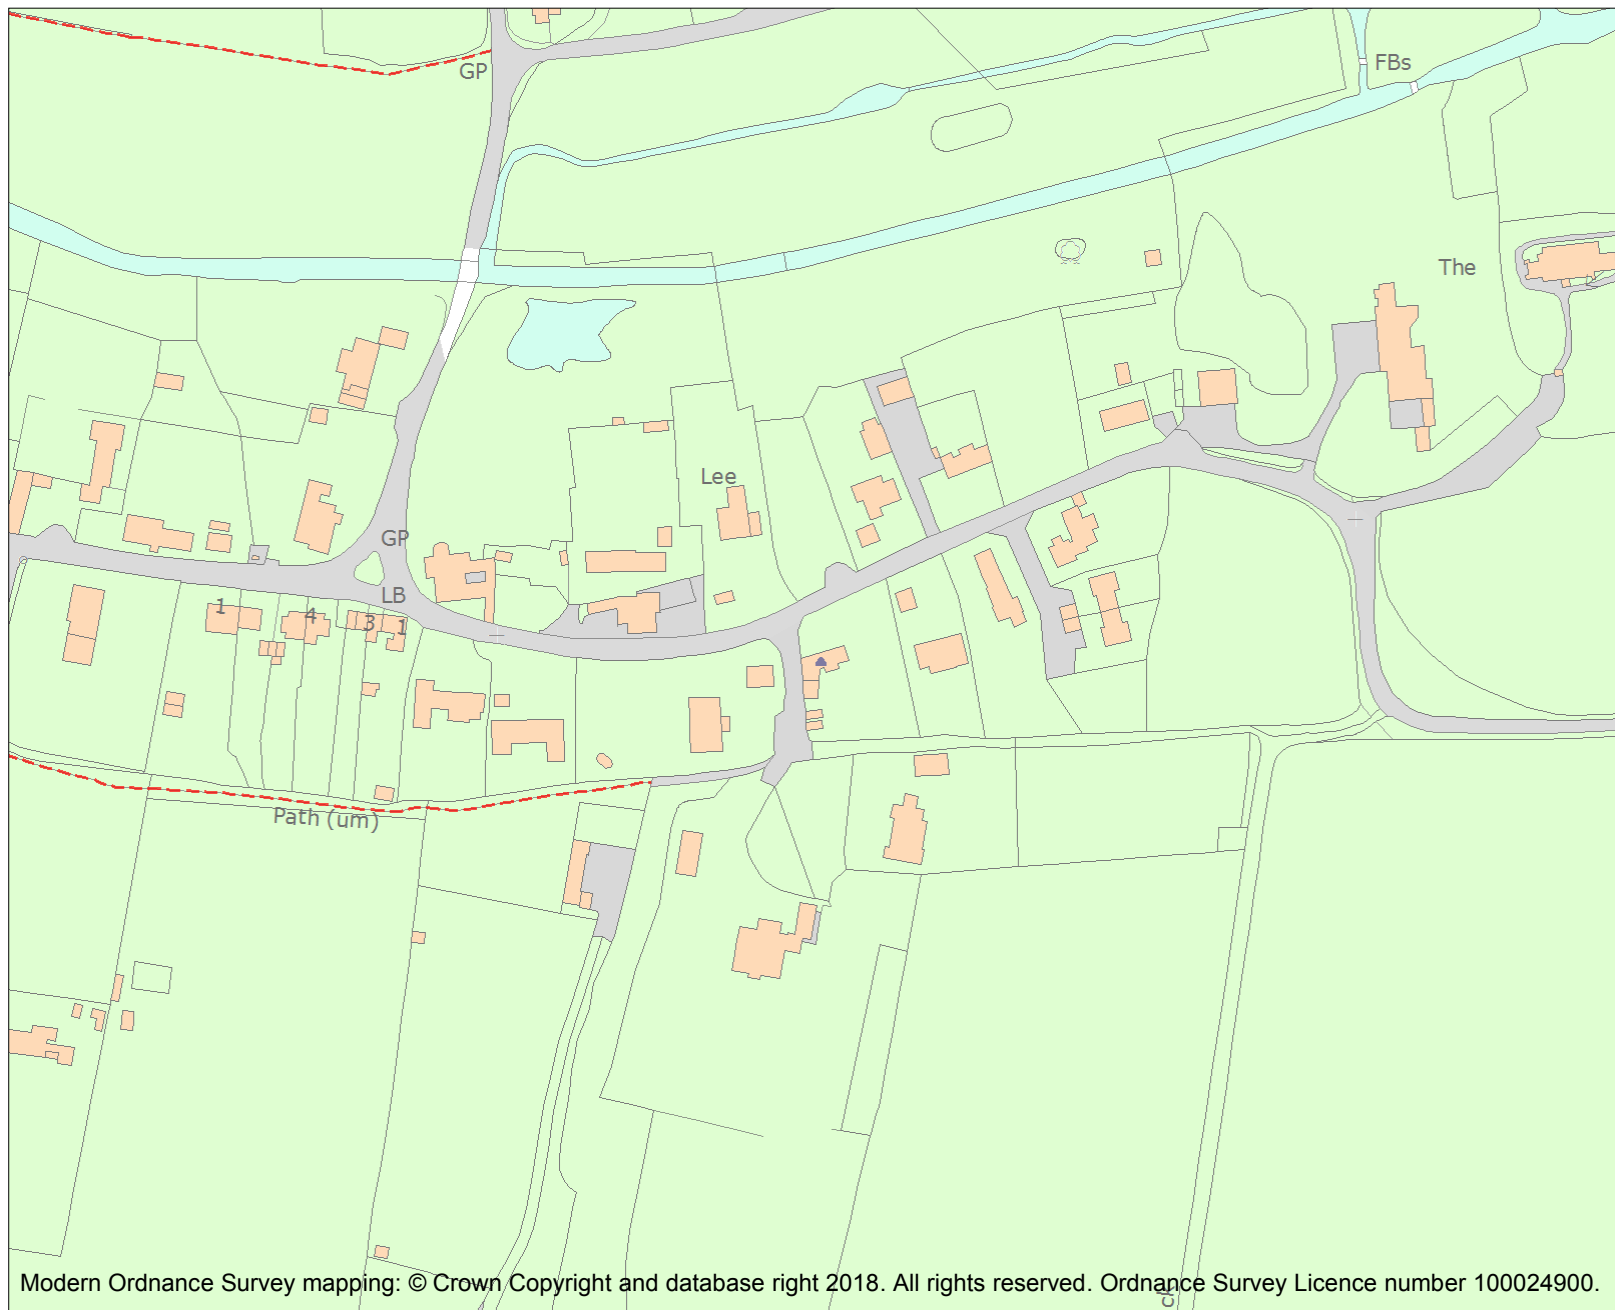 GP
FBs
The
Lee
GP
LB
1
4
3
1
Path (um)
Modern Ordnance Survey mapping: © Crown Copyright and database right 2018. All rights reserved. Ordnance Survey Licence number 100024900.